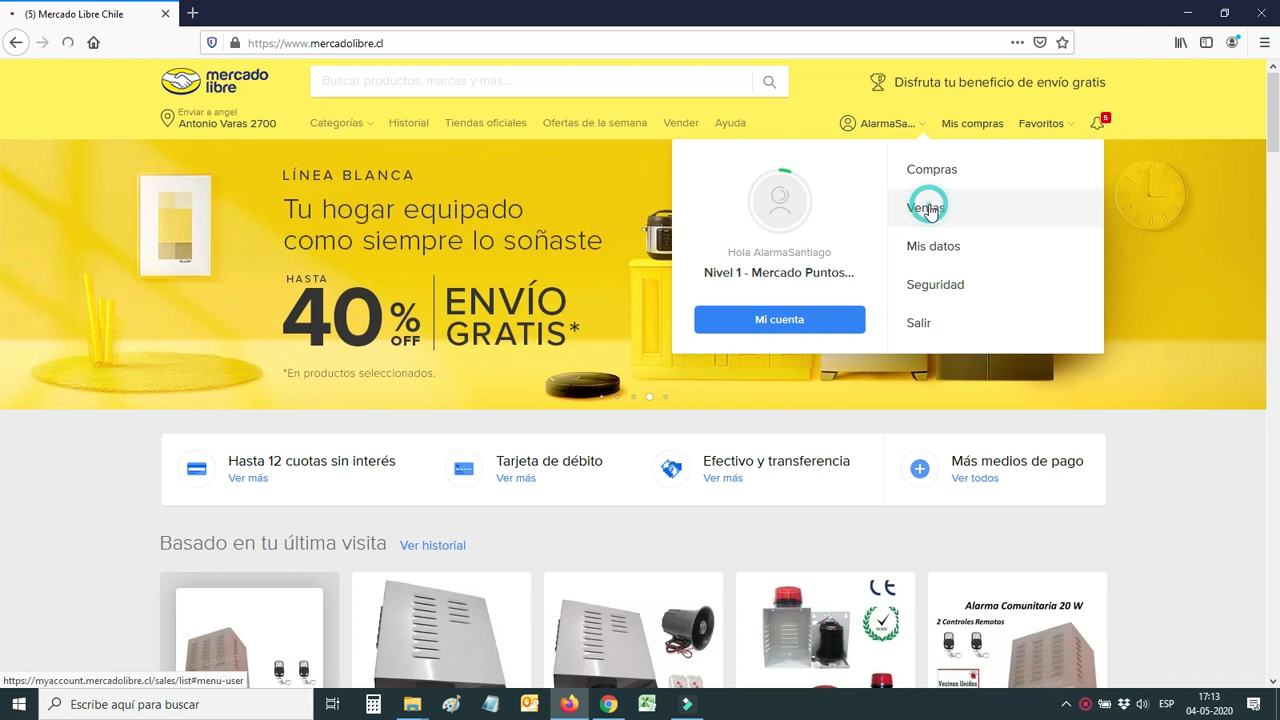 (5) Mercado Libre Chile
https://www.mercadolibre.cl
mercado
libre
Buscar productos, marcas y más...
Disfruta tu beneficio de envío gratis
Enviar a angel
Antonio Varas 2700
Categorías
Historial
Tiendas oficiales
Ofertas de la semana
Vender
Ayuda
AlarmaSa...
Mis compras
Favoritos
5
LÍNEA BLANCA
Tu hogar equipado
como siempre lo soñaste
HASTA
40% OFF
ENVÍO
GRATIS*
*En productos seleccionados.
Hola AlarmaSantiago
Nivel 1 - Mercado Puntos...
Mi cuenta
Compras
Ventas
Mis datos
Seguridad
Salir
Hasta 12 cuotas sin interés
Ver más
Tarjeta de débito
Ver más
Efectivo y transferencia
Ver más
Más medios de pago
Ver todos
Basado en tu última visita
Ver historial
CE
Alarma Comunitaria 20 W
2 Controles Remotos
Vecinos Unidos
https://myaccount.mercadolibre.cl/sales/list#menu-user
Escribe aquí para buscar
ESP
17:13
04-05-2020